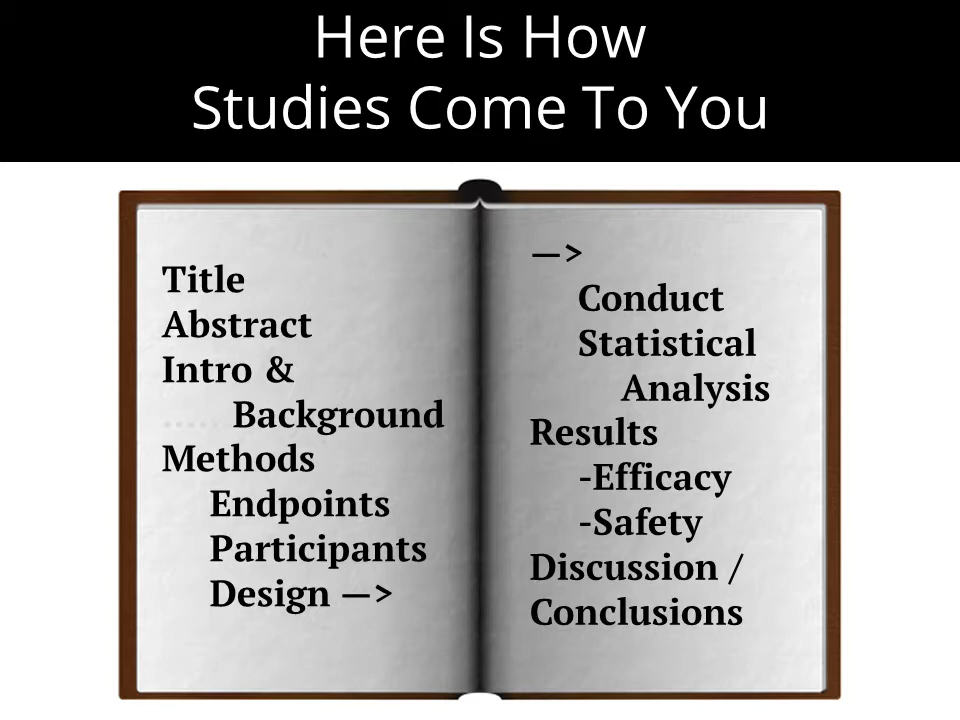 Here Is How
Studies Come To You
Title
Abstract
Intro &
..... Background
Methods
Endpoints
Participants
Design —>
—>
Conduct
Statistical
Analysis
Results
-Efficacy
-Safety
Discussion /
Conclusions